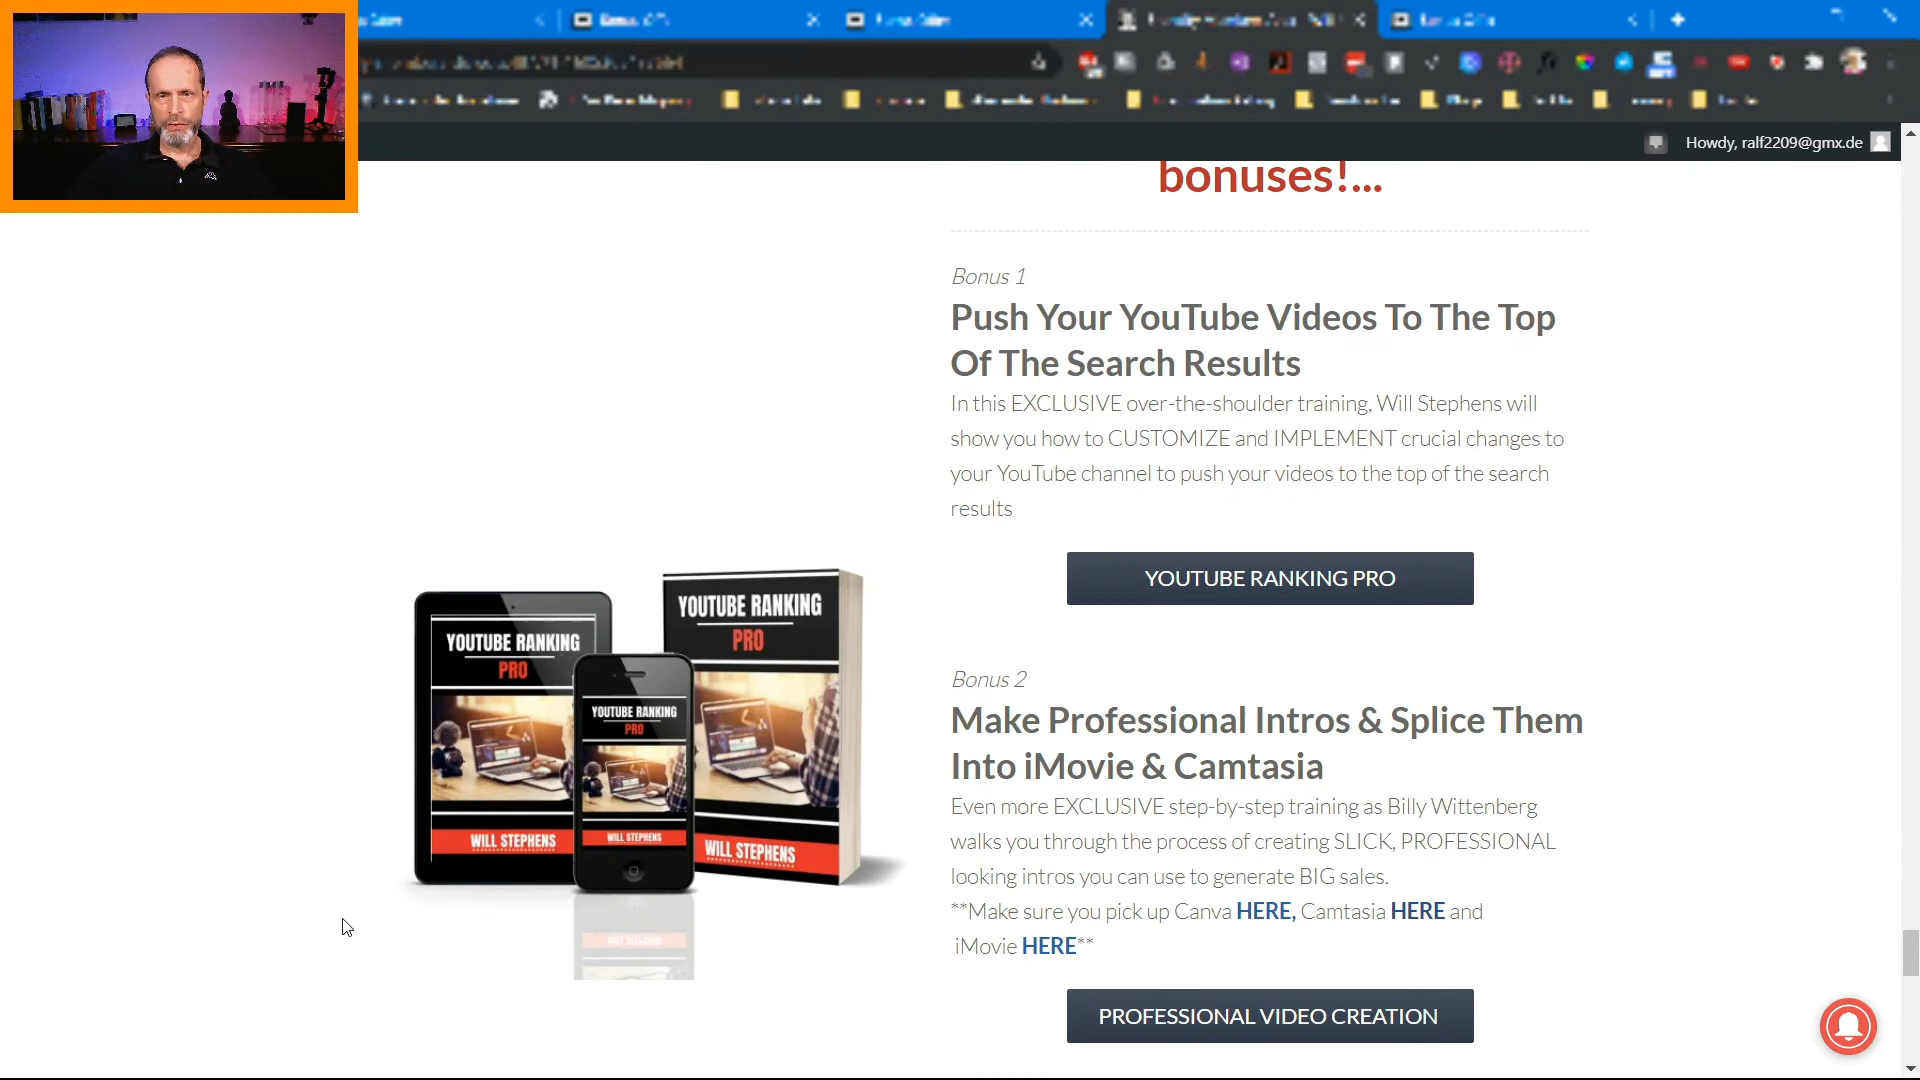 Howdy, ralf2209@gmx.de
bonuses!...
Bonus 1
Push Your YouTube Videos To The Top
Of The Search Results
In this EXCLUSIVE over-the-shoulder training, Will Stephens will
show you how to CUSTOMIZE and IMPLEMENT crucial changes to
your YouTube channel to push your videos to the top of the search
results
YOUTUBE RANKING PRO
YOUTUBE RANKING
PRO
WILL STEPHENS
YOUTUBE RANKING
PRO
WILL STEPHENS
YOUTUBE RANKING
PRO
WILL STEPHENS
Bonus 2
Make Professional Intros & Splice Them
Into iMovie & Camtasia
Even more EXCLUSIVE step-by-step training as Billy Wittenberg
walks you through the process of creating SLICK, PROFESSIONAL
looking intros you can use to generate BIG sales.
**Make sure you pick up Canva HERE, Camtasia HERE and
iMovie HERE**
PROFESSIONAL VIDEO CREATION